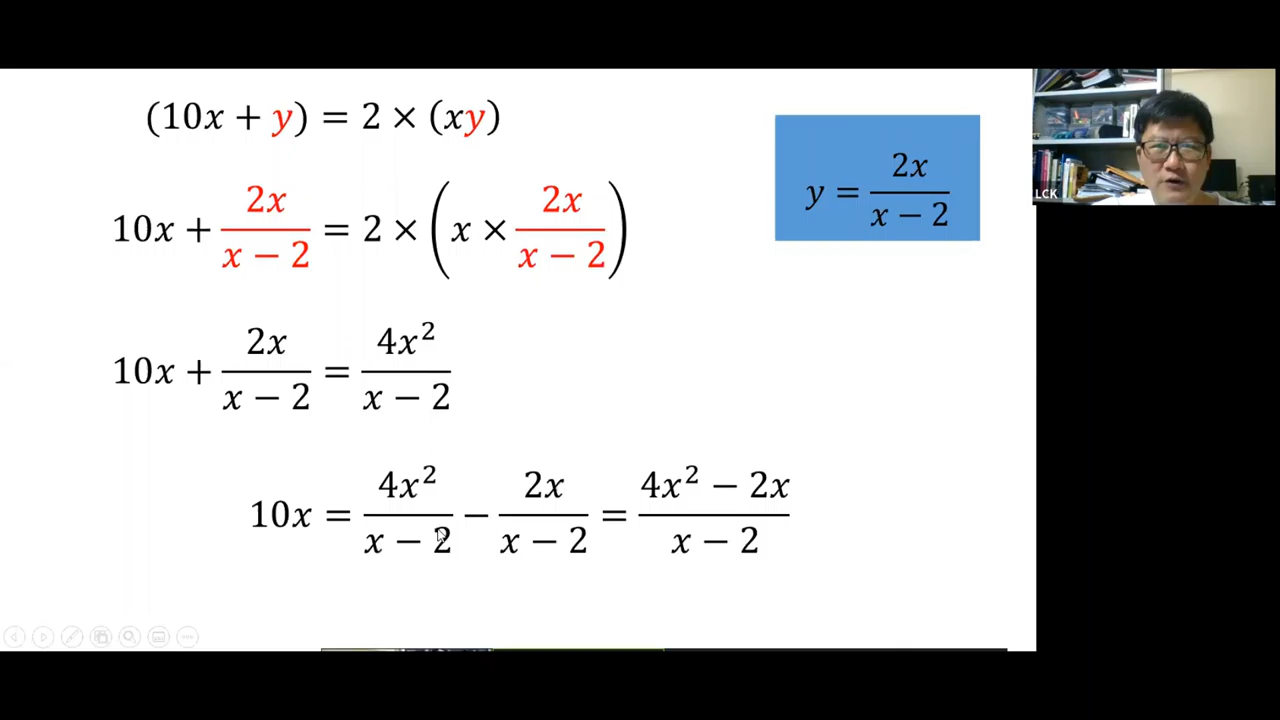 (10x + y) = 2 × (xy)
y = 2x/(x − 2)
10x + 2x/(x − 2) = 2 × (x × 2x/(x − 2))
10x + 2x/(x − 2) = 4x²/(x − 2)
10x = 4x²/(x − 2) − 2x/(x − 2) = (4x² − 2x)/(x − 2)
LCK